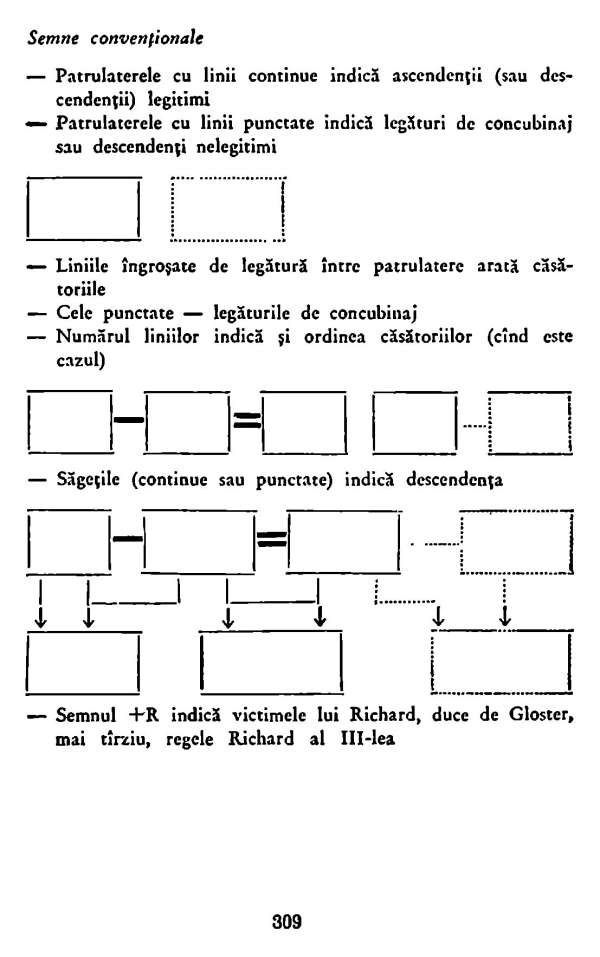 Semne convenționale
— Patrulaterele cu linii continue indică ascendenții (sau des-
cendenții) legitimi
— Patrulaterele cu linii punctate indică legături de concubinaj
sau descendenți nelegitimi
— Liniile îngroșate de legătură între patrulatere arată căsă-
toriile
— Cele punctate — legăturile de concubinaj
— Numărul liniilor indică și ordinea căsătoriilor (cînd este
cazul)
— Săgețile (continue sau punctate) indică descendența
— Semnul +R indică victimele lui Richard, duce de Gloster,
mai tîrziu, regele Richard al III-lea
309